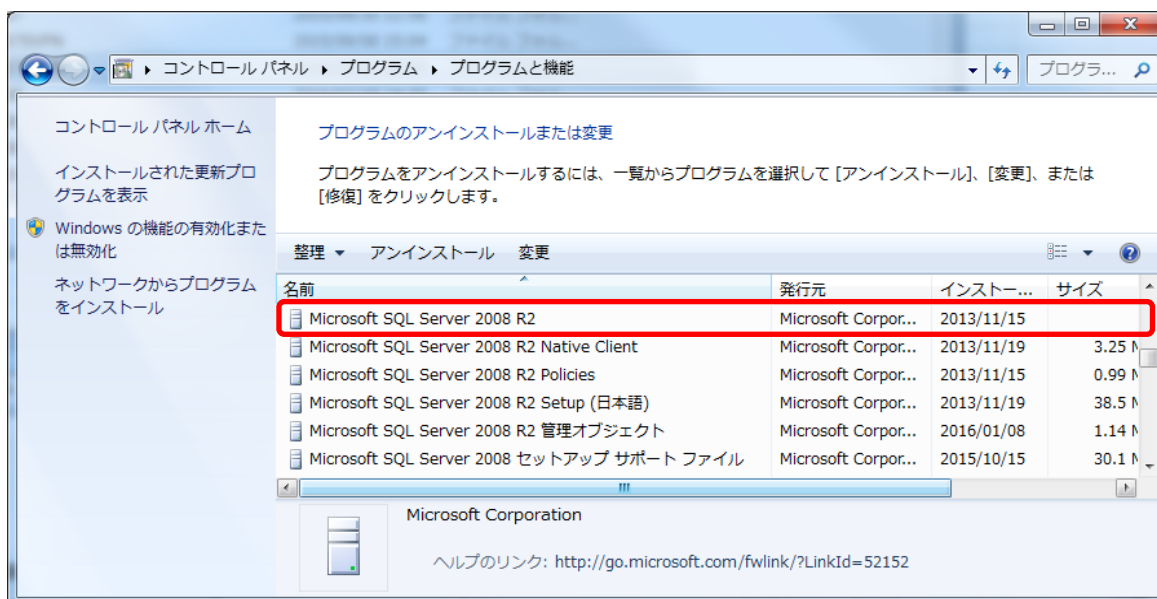 コントロール パネル ▸ プログラム ▸ プログラムと機能
プログラ...
コントロール パネル ホーム
インストールされた更新プロ
グラムを表示
Windows の機能の有効化また
は無効化
ネットワークからプログラム
をインストール
プログラムのアンインストールまたは変更
プログラムをアンインストールするには、一覧からプログラムを選択して [アンインストール]、[変更]、または
[修復] をクリックします。
整理 アンインストール 変更
名前 発行元 インストー... サイズ
Microsoft SQL Server 2008 R2 Microsoft Corpor... 2013/11/15
Microsoft SQL Server 2008 R2 Native Client Microsoft Corpor... 2013/11/19 3.25 M
Microsoft SQL Server 2008 R2 Policies Microsoft Corpor... 2013/11/15 0.99 M
Microsoft SQL Server 2008 R2 Setup (日本語) Microsoft Corpor... 2013/11/19 38.5 M
Microsoft SQL Server 2008 R2 管理オブジェクト Microsoft Corpor... 2016/01/08 1.14 M
Microsoft SQL Server 2008 セットアップ サポート ファイル Microsoft Corpor... 2015/10/15 30.1 M
Microsoft Corporation
ヘルプのリンク: http://go.microsoft.com/fwlink/?LinkId=52152